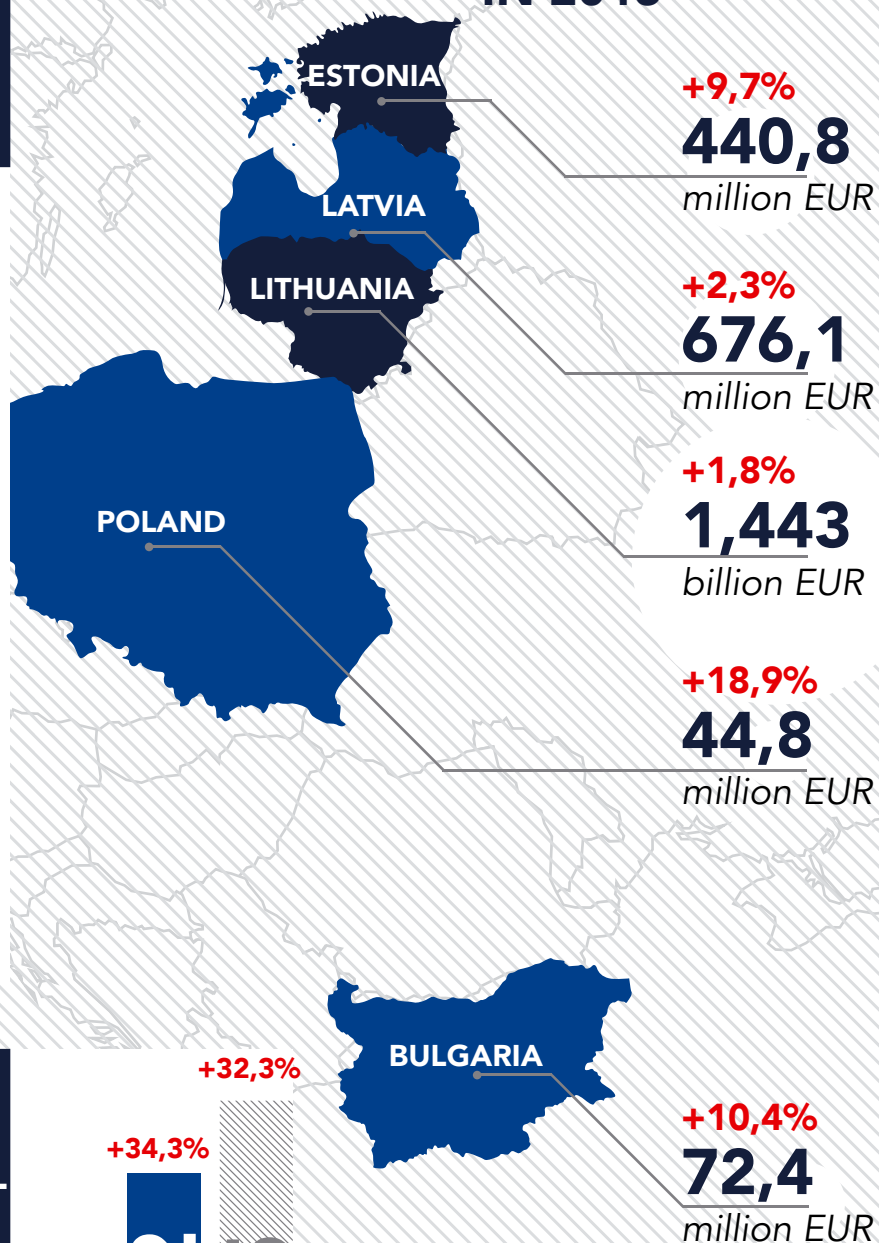 ESTONIA
+9,7%
440,8
million EUR
LATVIA
+2,3%
676,1
million EUR
LITHUANIA
+1,8%
1,443
billion EUR
POLAND
+18,9%
44,8
million EUR
BULGARIA
+10,4%
72,4
million EUR
+32,3%
+34,3%